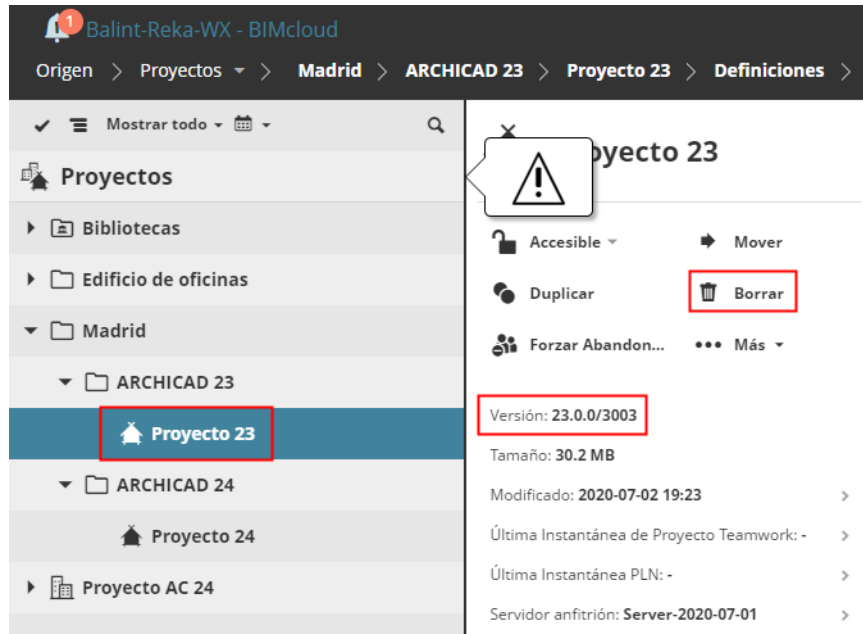 1
Balint-Reka-WX - BIMcloud
Origen > Proyectos > Madrid > ARCHICAD 23 > Proyecto 23 > Definiciones >
Mostrar todo
Proyectos
Bibliotecas
Edificio de oficinas
Madrid
ARCHICAD 23
Proyecto 23
ARCHICAD 24
Proyecto 24
Proyecto AC 24
oyecto 23
Accesible
Mover
Duplicar
Borrar
Forzar Abandon...
Más
Versión: 23.0.0/3003
Tamaño: 30.2 MB
Modificado: 2020-07-02 19:23
Última Instantánea de Proyecto Teamwork: -
Última Instantánea PLN: -
Servidor anfitrión: Server-2020-07-01